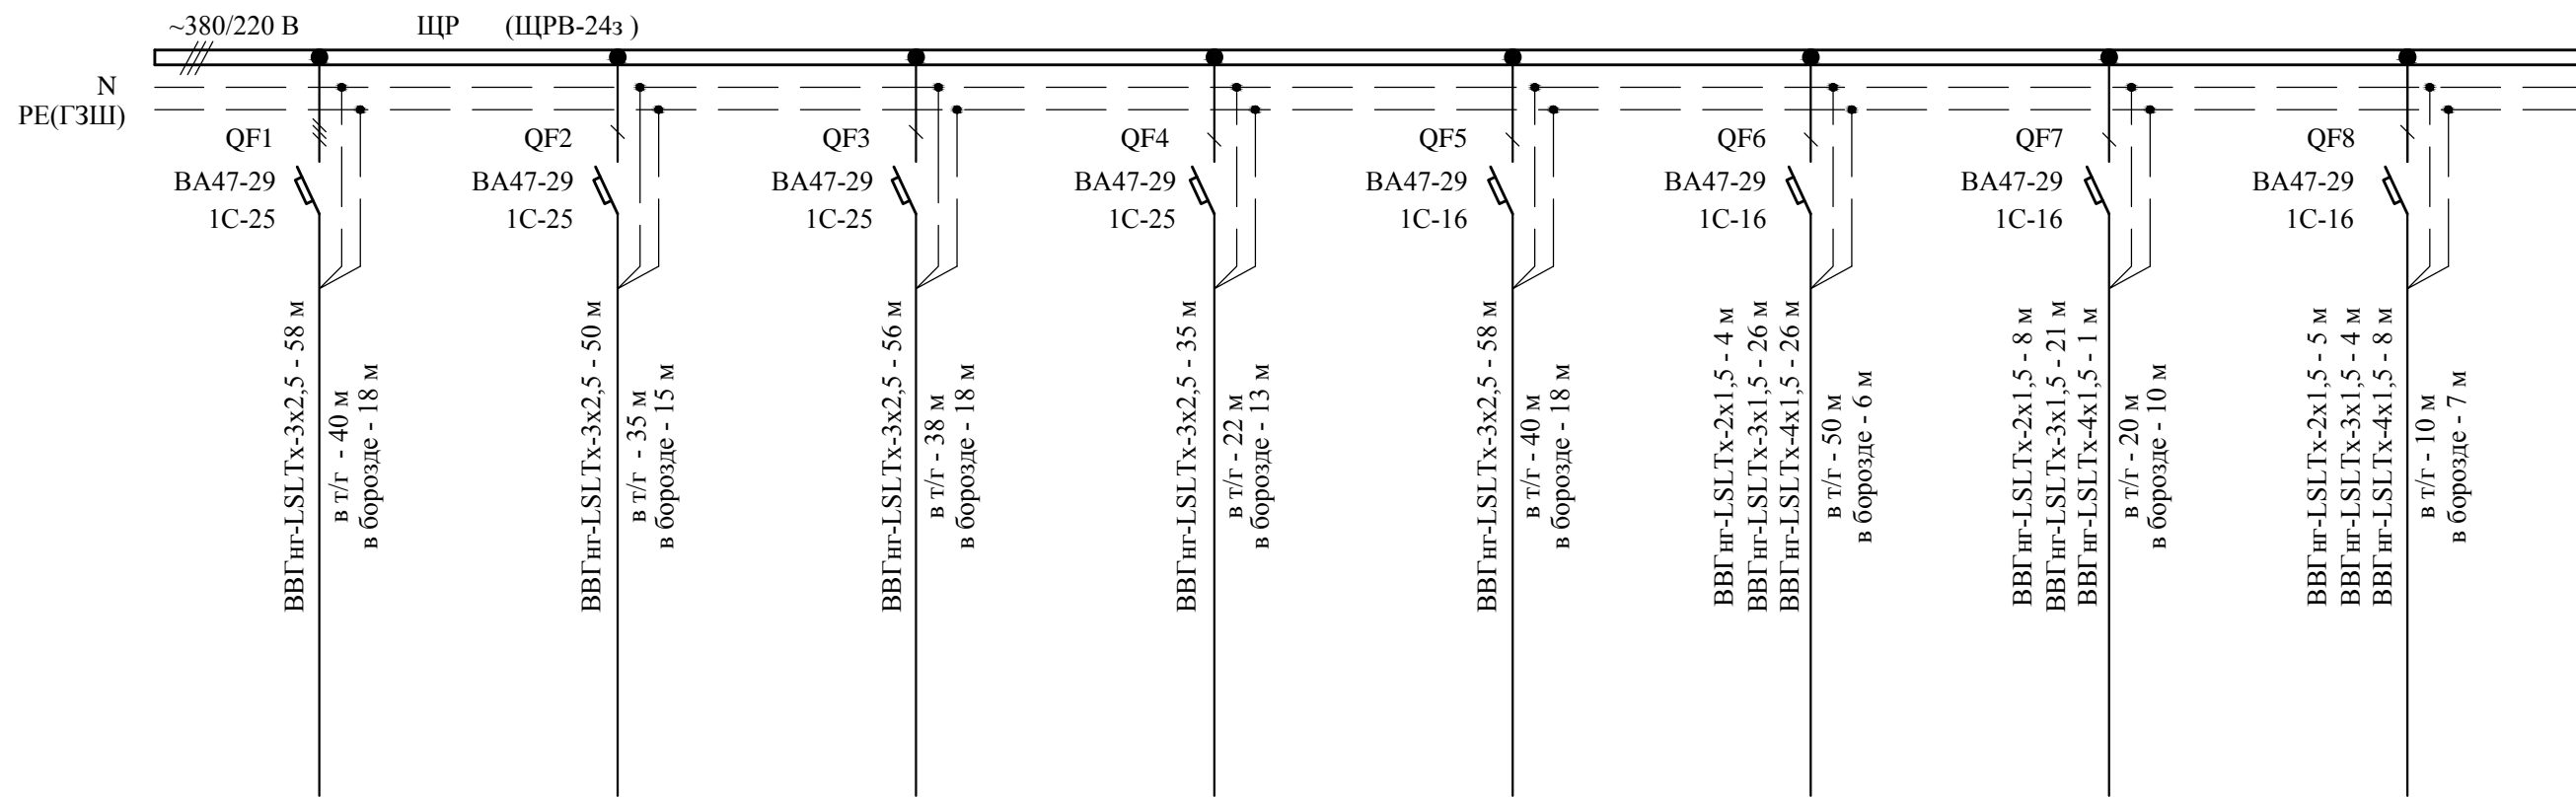 ~380/220 В
ЩР
(ЩРВ-24з )
N
PE(ГЗШ)
QF1
ВА47-29
1С-25
ВВГнг-LSLTx-3х2,5 - 58 м
в т/г - 40 м
в борозде - 18 м
QF2
ВА47-29
1С-25
ВВГнг-LSLTx-3х2,5 - 50 м
в т/г - 35 м
в борозде - 15 м
QF3
ВА47-29
1С-25
ВВГнг-LSLTx-3х2,5 - 56 м
в т/г - 38 м
в борозде - 18 м
QF4
ВА47-29
1С-25
ВВГнг-LSLTx-3х2,5 - 35 м
в т/г - 22 м
в борозде - 13 м
QF5
ВА47-29
1С-16
ВВГнг-LSLTx-3х2,5 - 58 м
в т/г - 40 м
в борозде - 18 м
QF6
ВА47-29
1С-16
ВВГнг-LSLTx-2х1,5 - 4 м
ВВГнг-LSLTx-3х1,5 - 26 м
ВВГнг-LSLTx-4х1,5 - 26 м
в т/г - 50 м
в борозде - 6 м
QF7
ВА47-29
1С-16
ВВГнг-LSLTx-2х1,5 - 8 м
ВВГнг-LSLTx-3х1,5 - 21 м
ВВГнг-LSLTx-4х1,5 - 1 м
в т/г - 20 м
в борозде - 10 м
QF8
ВА47-29
1С-16
ВВГнг-LSLTx-2х1,5 - 5 м
ВВГнг-LSLTx-3х1,5 - 4 м
ВВГнг-LSLTx-4х1,5 - 8 м
в т/г - 10 м
в борозде - 7 м